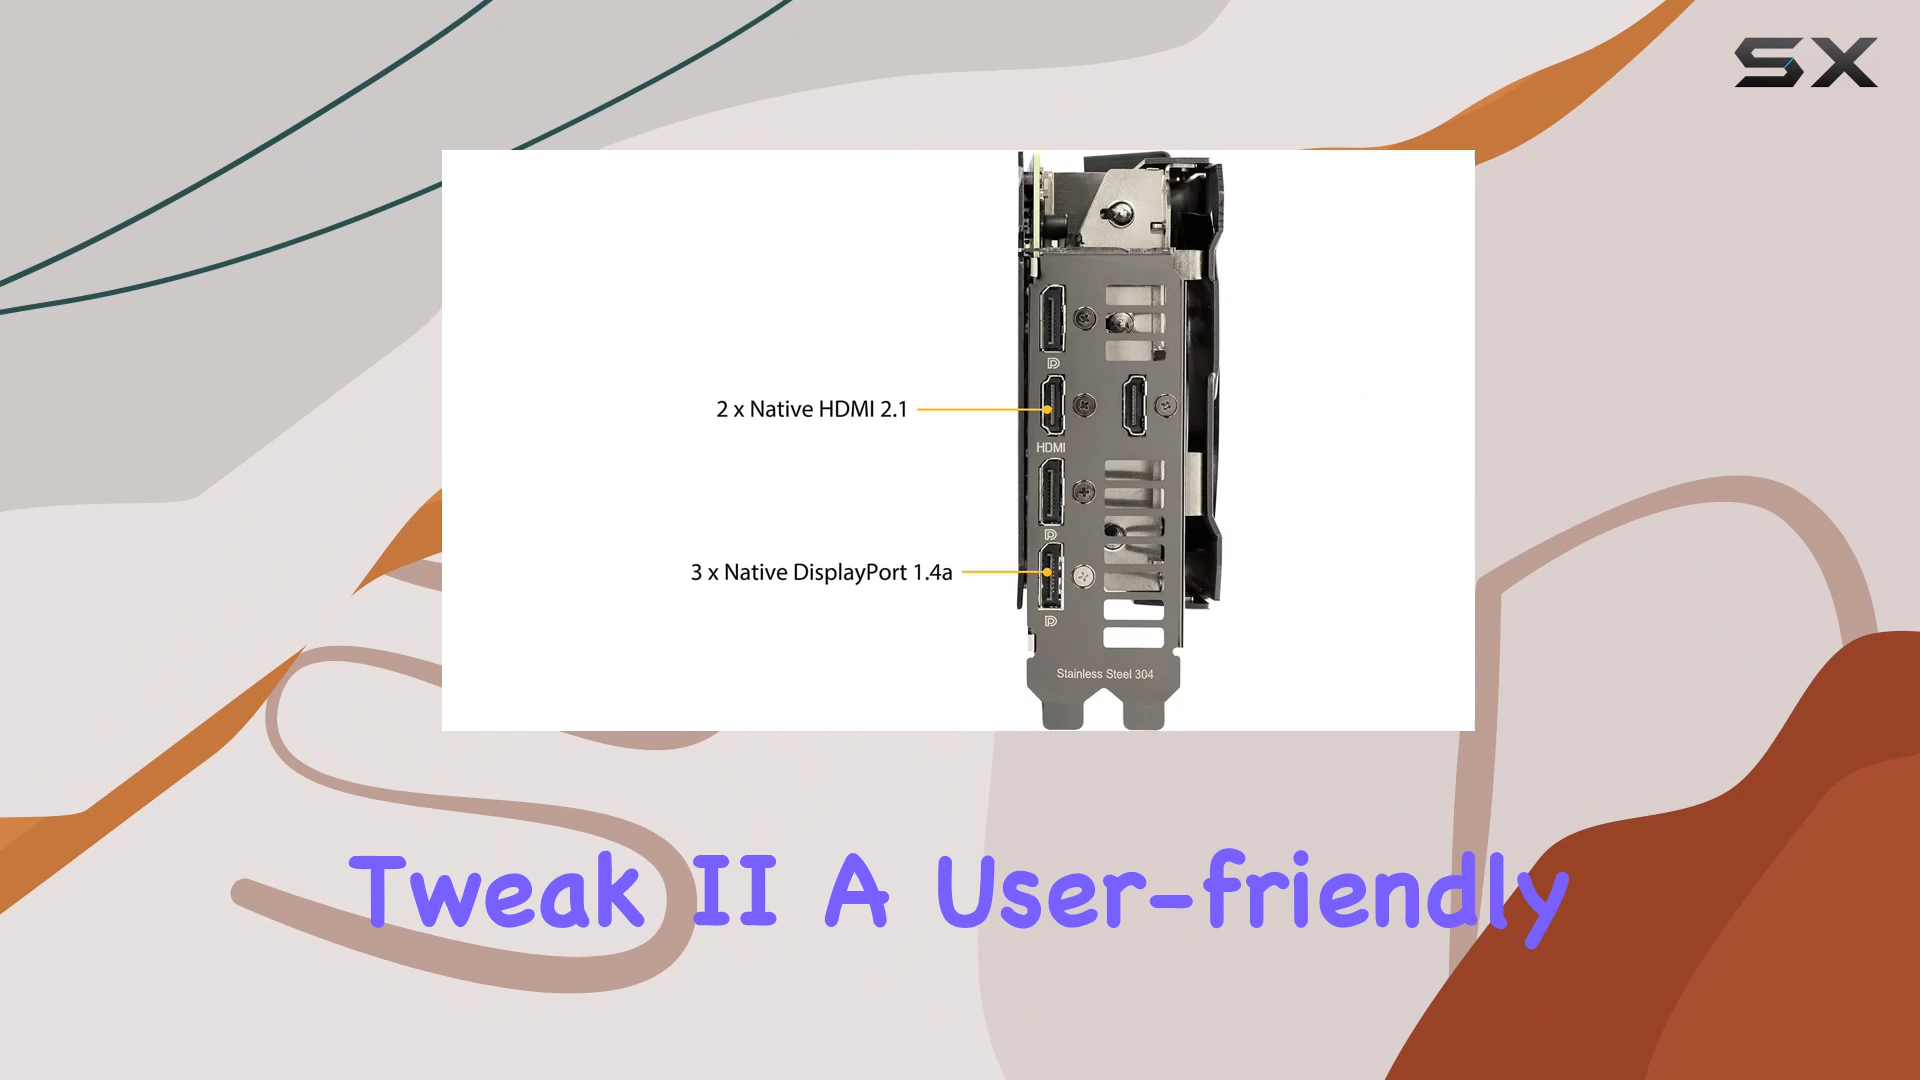 SX
2 x Native HDMI 2.1
HDMI
3 x Native DisplayPort 1.4a
Stainless Steel 304
Tweak II A User-friendly